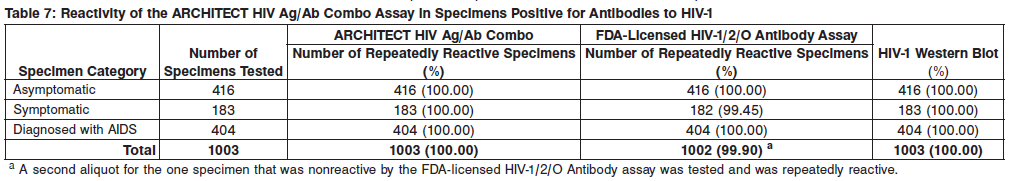 Table 7: Reactivity of the ARCHITECT HIV Ag/Ab Combo Assay in Specimens Positive for Antibodies to HIV-1
ARCHITECT HIV Ag/Ab Combo FDA-Licensed HIV-1/2/O Antibody Assay
Number of Number of Repeatedly Reactive Specimens Number of Repeatedly Reactive Specimens HIV-1 Western Blot
Specimen Category Specimens Tested (%) (%) (%)
Asymptomatic 416 416 (100.00) 416 (100.00) 416 (100.00)
Symptomatic 183 183 (100.00) 182 (99.45) 183 (100.00)
Diagnosed with AIDS 404 404 (100.00) 404 (100.00) 404 (100.00)
Total 1003 1003 (100.00) 1002 (99.90) a 1003 (100.00)
a A second aliquot for the one specimen that was nonreactive by the FDA-licensed HIV-1/2/O Antibody assay was tested and was repeatedly reactive.